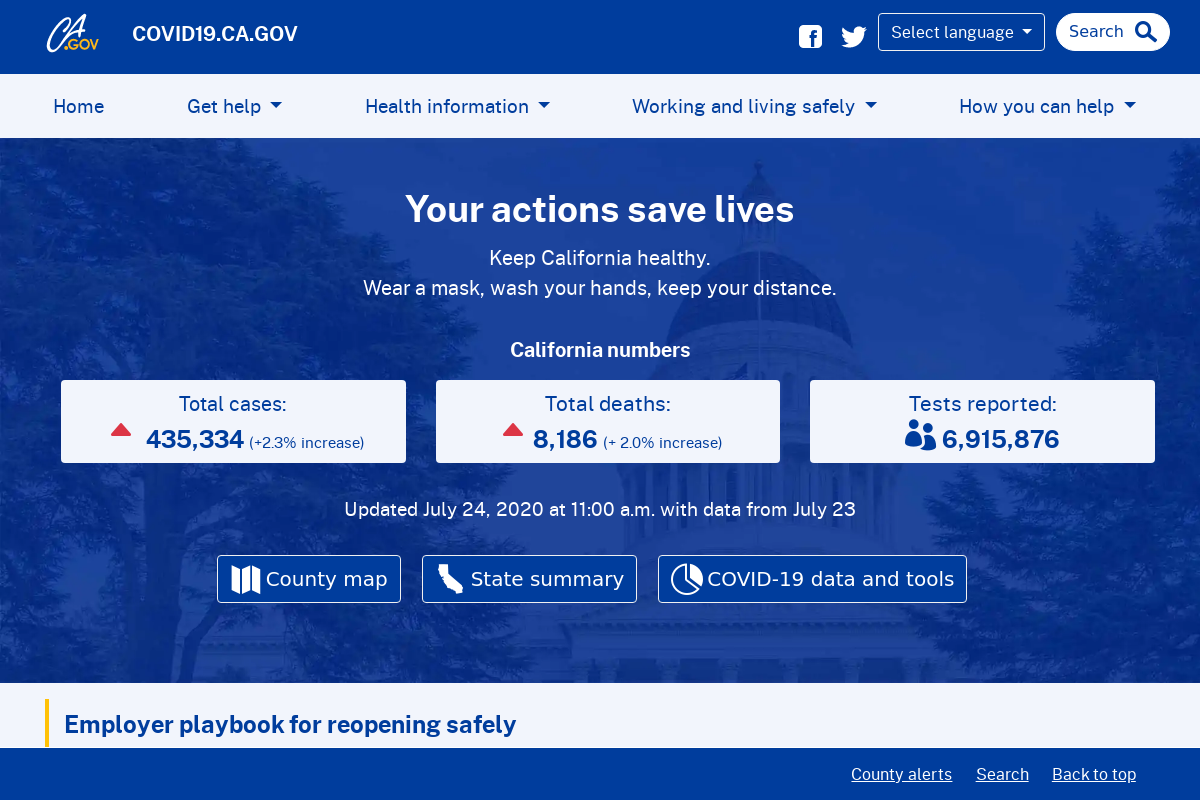 CA.GOV
COVID19.CA.GOV
Select language
Search
Home
Get help
Health information
Working and living safely
How you can help
Your actions save lives
Keep California healthy.
Wear a mask, wash your hands, keep your distance.
California numbers
Total cases:
435,334 (+2.3% increase)
Total deaths:
8,186 (+ 2.0% increase)
Tests reported:
6,915,876
Updated July 24, 2020 at 11:00 a.m. with data from July 23
County map
State summary
COVID-19 data and tools
Employer playbook for reopening safely
County alerts
Search
Back to top